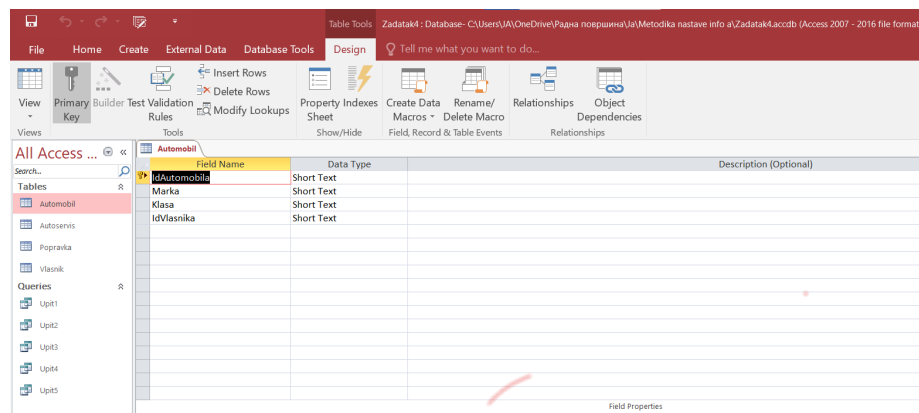 Table Tools
Zadatak4 : Database- C:\Users\JA\OneDrive\Радна површина\Ja\Metodika nastave info a\Zadatak4.accdb (Access 2007 - 2016 file format
File Home Create External Data Database Tools Design Tell me what you want to do...
View
Primary Key
Builder
Test Validation Rules
Insert Rows
Delete Rows
Modify Lookups
Property Sheet
Indexes
Create Data Macros
Rename/ Delete Macro
Relationships
Object Dependencies
Views
Tools
Show/Hide
Field, Record & Table Events
Relationships
All Access ...
Search...
Tables
Automobil
Autoservis
Popravka
Vlasnik
Queries
Upit1
Upit2
Upit3
Upit4
Upit5
Automobil
Field Name Data Type Description (Optional)
IdAutomobila Short Text
Marka Short Text
Klasa Short Text
IdVlasnika Short Text
Field Properties